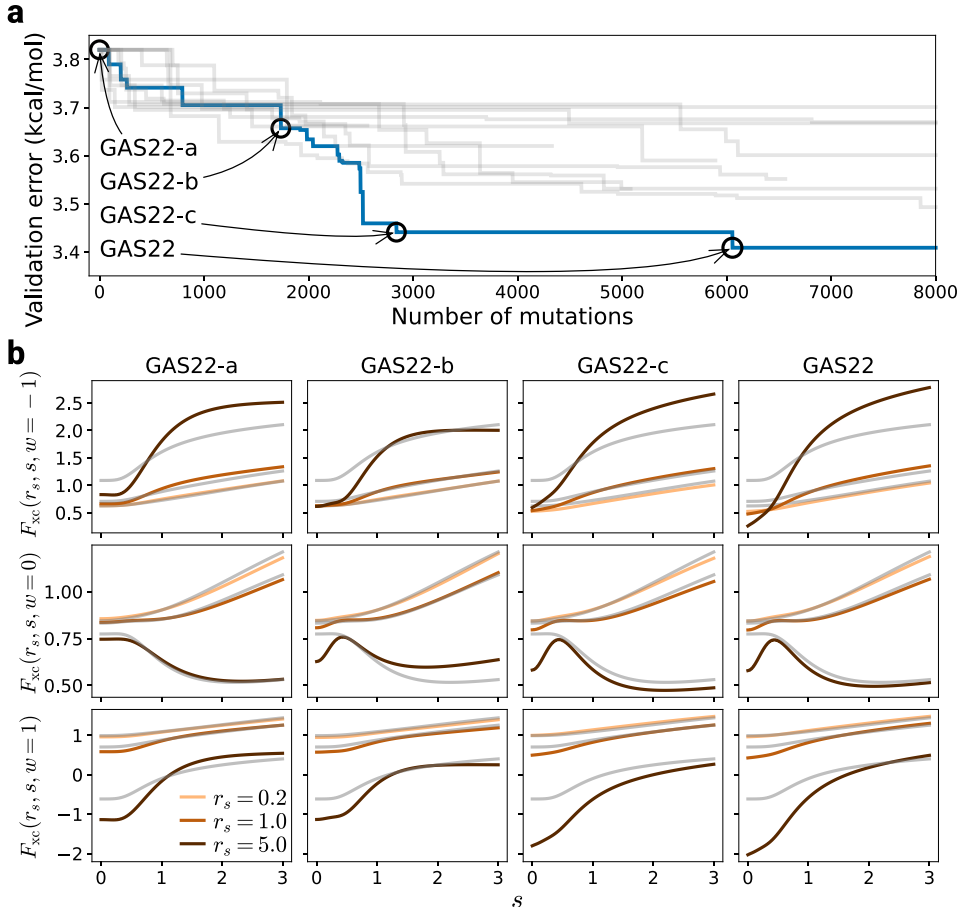 a
Validation error (kcal/mol)
3.8
3.7
3.6
3.5
3.4
GAS22-a
GAS22-b
GAS22-c
GAS22
0 1000 2000 3000 4000 5000 6000 7000 8000
Number of mutations
b
GAS22-a GAS22-b GAS22-c GAS22
F_xc(r_s, s, w = −1)
2.5
2.0
1.5
1.0
0.5
F_xc(r_s, s, w = 0)
1.00
0.75
0.50
F_xc(r_s, s, w = 1)
1
0
−1
−2
r_s = 0.2
r_s = 1.0
r_s = 5.0
0 1 2 3 0 1 2 3 0 1 2 3 0 1 2 3
s